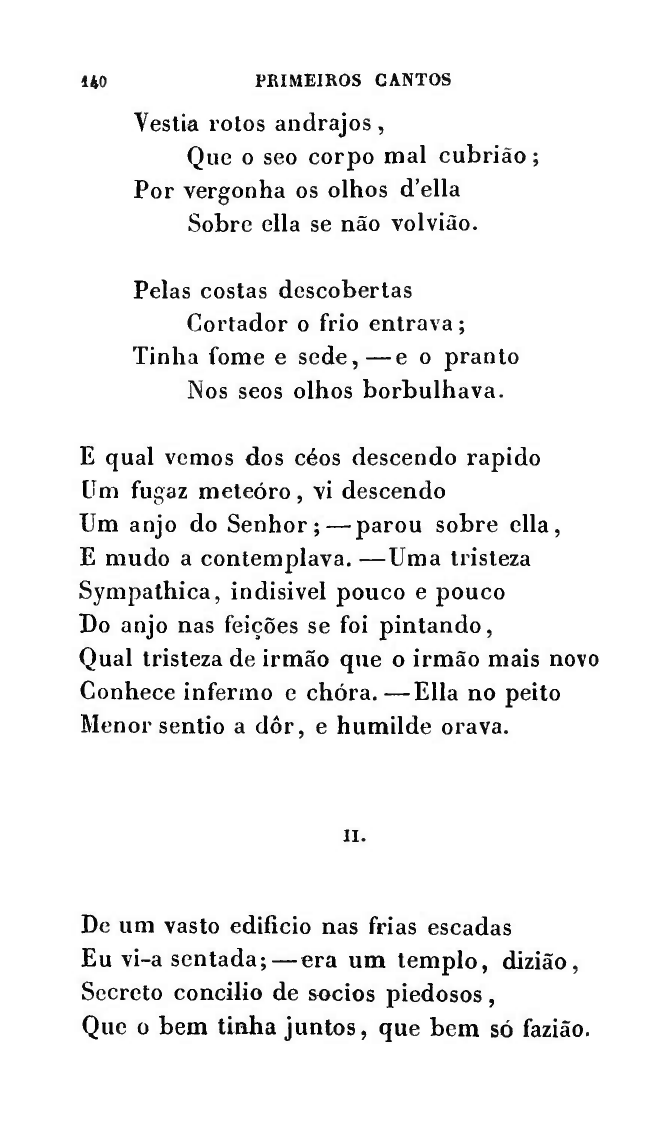 140 PRIMEIROS CANTOS
Vestia rotos andrajos,
Que o seo corpo mal cubrião;
Por vergonha os olhos d'ella
Sobre ella se não volvião.
Pelas costas descobertas
Cortador o frio entrava;
Tinha fome e sede,—e o pranto
Nos seos olhos borbulhava.
E qual vemos dos céos descendo rapido
Um fugaz meteóro, vi descendo
Um anjo do Senhor;—parou sobre ella,
E mudo a contemplava.—Uma tristeza
Sympathica, indisivel pouco e pouco
Do anjo nas feições se foi pintando,
Qual tristeza de irmão que o irmão mais novo
Conhece infermo e chóra.—Ella no peito
Menor sentio a dôr, e humilde orava.
II.
De um vasto edificio nas frias escadas
Eu vi-a sentada;—era um templo, dizião,
Secreto concilio de socios piedosos,
Que o bem tinha juntos, que bem só fazião.